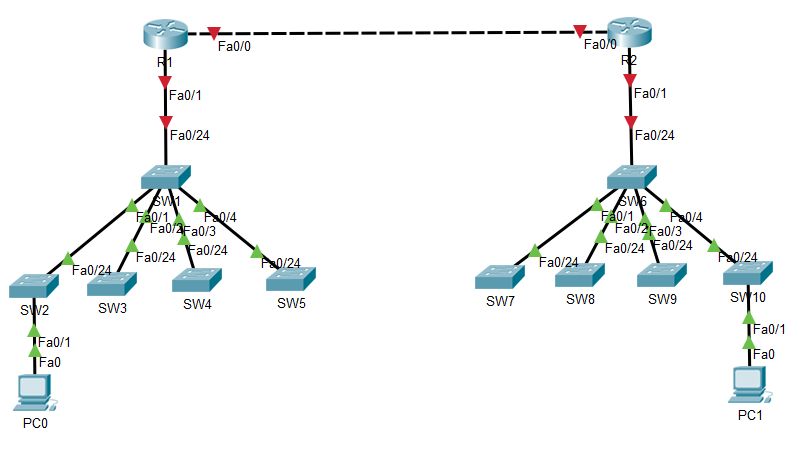 Fa0/0
Fa0/0
R1
R2
Fa0/1
Fa0/1
Fa0/24
Fa0/24
SW1
SW6
Fa0/1
Fa0/2
Fa0/3
Fa0/4
Fa0/1
Fa0/2
Fa0/3
Fa0/4
Fa0/24
Fa0/24
Fa0/24
Fa0/24
Fa0/24
Fa0/24
Fa0/24
Fa0/24
SW2
SW3
SW4
SW5
SW7
SW8
SW9
SW10
Fa0/1
Fa0/1
Fa0
Fa0
PC0
PC1